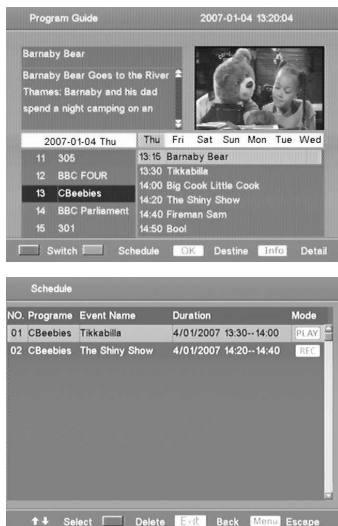 Program Guide 2007-01-04 13:20:04
Barnaby Bear
Barnaby Bear Goes to the River
Thames: Barnaby and his dad
spend a night camping on an
2007-01-04 Thu Thu Fri Sat Sun Mon Tue Wed
11 305 13:15 Barnaby Bear
12 BBC FOUR 13:30 Tikkabilla
13 CBeebies 14:00 Big Cook Little Cook
14 BBC Parliament 14:20 The Shiny Show
15 301 14:40 Fireman Sam
14:50 Boo!
Switch Schedule OK Destine Info Detail
Schedule
NO. Programe Event Name Duration Mode
01 CBeebies Tikkabilla 4/01/2007 13:30--14:00 PLAY
02 CBeebies The Shiny Show 4/01/2007 14:20--14:40 REC
Select Delete Exit Back Menu Escape